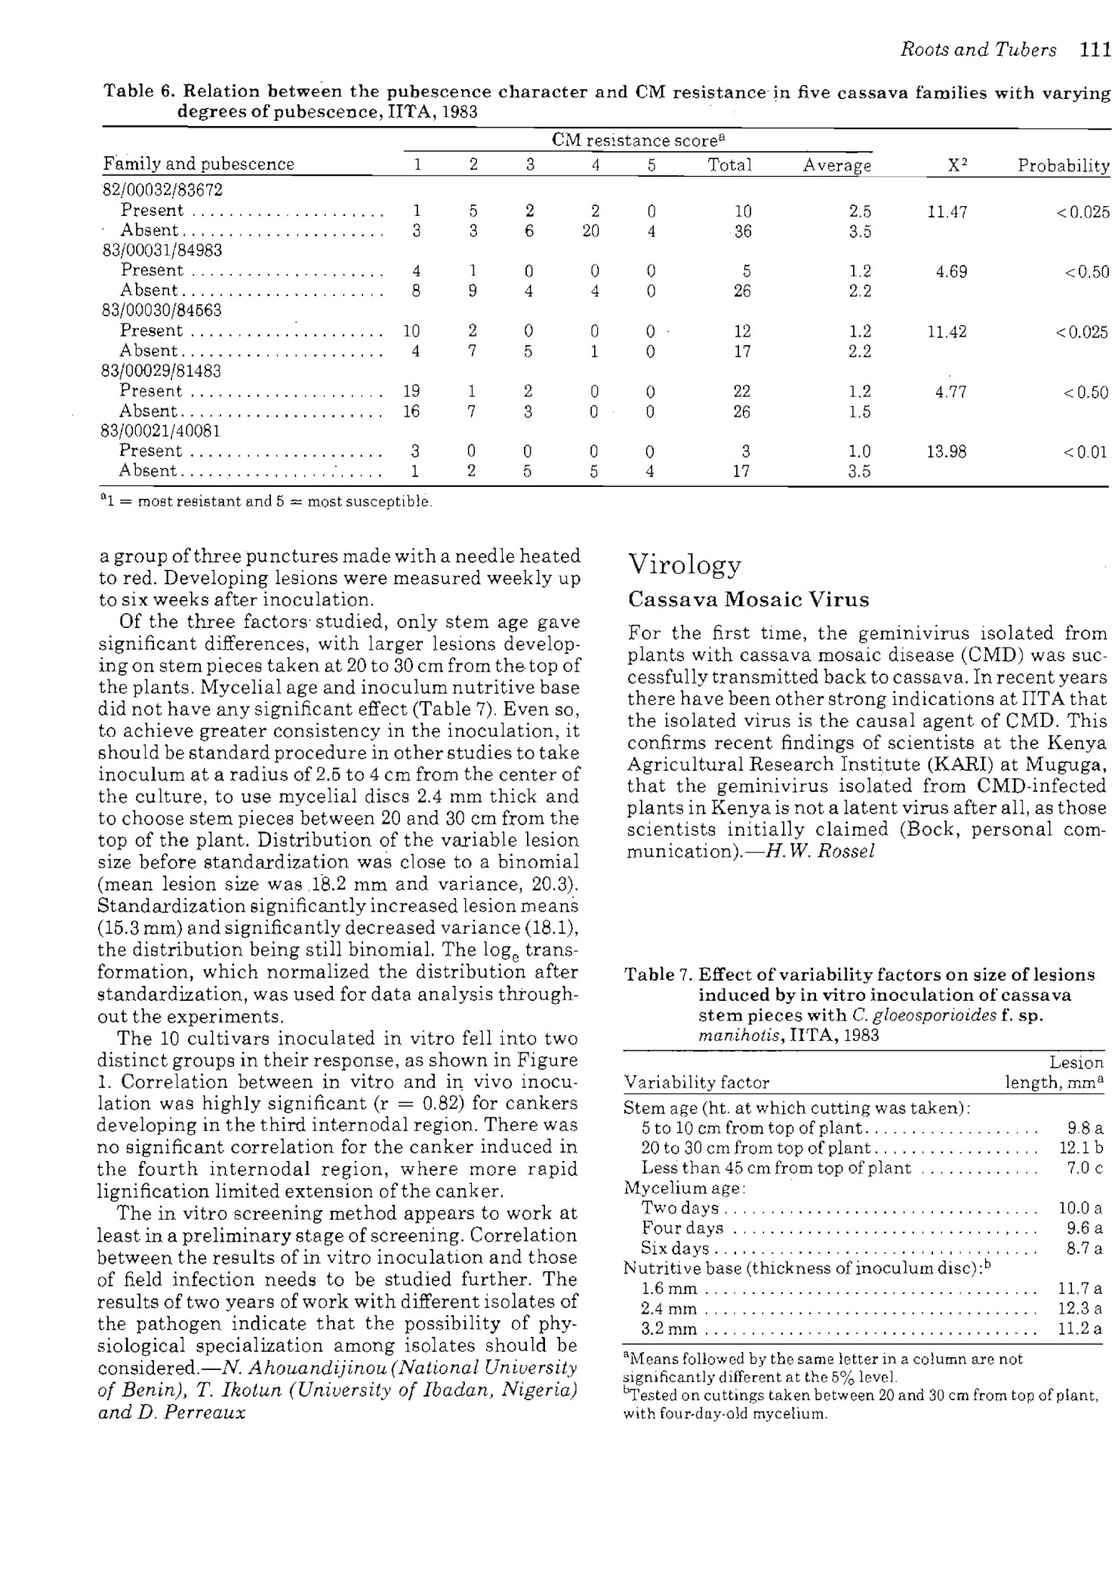 Roots and Tubers 111
Table 6. Relation between the pubescence character and CM resistance in five cassava families with varying
degrees of pubescence, IITA, 1983
CM resistance scoreᵃ
Family and pubescence 1 2 3 4 5 Total Average X² Probability
82/00032/83672
Present ..................... 1 5 2 2 0 10 2.5 11.47 <0.025
Absent...................... 3 3 6 20 4 36 3.5
83/00031/84983
Present ..................... 4 1 0 0 0 5 1.2 4.69 <0.50
Absent...................... 8 9 4 4 0 26 2.2
83/00030/84563
Present ..................... 10 2 0 0 0 12 1.2 11.42 <0.025
Absent...................... 4 7 5 1 0 17 2.2
83/00029/81483
Present ..................... 19 1 2 0 0 22 1.2 4.77 <0.50
Absent...................... 16 7 3 0 0 26 1.5
83/00021/40081
Present ..................... 3 0 0 0 0 3 1.0 13.98 <0.01
Absent...................... 1 2 5 5 4 17 3.5
ᵃ1 = most resistant and 5 = most susceptible.
a group of three punctures made with a needle heated
to red. Developing lesions were measured weekly up
to six weeks after inoculation.
Of the three factors studied, only stem age gave
significant differences, with larger lesions develop-
ing on stem pieces taken at 20 to 30 cm from the top of
the plants. Mycelial age and inoculum nutritive base
did not have any significant effect (Table 7). Even so,
to achieve greater consistency in the inoculation, it
should be standard procedure in other studies to take
inoculum at a radius of 2.5 to 4 cm from the center of
the culture, to use mycelial discs 2.4 mm thick and
to choose stem pieces between 20 and 30 cm from the
top of the plant. Distribution of the variable lesion
size before standardization was close to a binomial
(mean lesion size was 18.2 mm and variance, 20.3).
Standardization significantly increased lesion means
(15.3 mm) and significantly decreased variance (18.1),
the distribution being still binomial. The logₑ trans-
formation, which normalized the distribution after
standardization, was used for data analysis through-
out the experiments.
The 10 cultivars inoculated in vitro fell into two
distinct groups in their response, as shown in Figure
1. Correlation between in vitro and in vivo inocu-
lation was highly significant (r = 0.82) for cankers
developing in the third internodal region. There was
no significant correlation for the canker induced in
the fourth internodal region, where more rapid
lignification limited extension of the canker.
The in vitro screening method appears to work at
least in a preliminary stage of screening. Correlation
between the results of in vitro inoculation and those
of field infection needs to be studied further. The
results of two years of work with different isolates of
the pathogen indicate that the possibility of phy-
siological specialization among isolates should be
considered.—N. Ahouandijinou (National University
of Benin), T. Ikotun (University of Ibadan, Nigeria)
and D. Perreaux
Virology
Cassava Mosaic Virus
For the first time, the geminivirus isolated from
plants with cassava mosaic disease (CMD) was suc-
cessfully transmitted back to cassava. In recent years
there have been other strong indications at IITA that
the isolated virus is the causal agent of CMD. This
confirms recent findings of scientists at the Kenya
Agricultural Research Institute (KARI) at Muguga,
that the geminivirus isolated from CMD-infected
plants in Kenya is not a latent virus after all, as those
scientists initially claimed (Bock, personal com-
munication).—H. W. Rossel
Table 7. Effect of variability factors on size of lesions
induced by in vitro inoculation of cassava
stem pieces with C. gloeosporioides f. sp.
manihotis, IITA, 1983
Lesion
Variability factor length, mmᵃ
Stem age (ht. at which cutting was taken):
5 to 10 cm from top of plant................... 9.8 a
20 to 30 cm from top of plant.................. 12.1 b
Less than 45 cm from top of plant ............. 7.0 c
Mycelium age:
Two days .................................. 10.0 a
Four days ................................. 9.6 a
Six days................................... 8.7 a
Nutritive base (thickness of inoculum disc):ᵇ
1.6 mm .................................... 11.7 a
2.4 mm .................................... 12.3 a
3.2 mm .................................... 11.2 a
ᵃMeans followed by the same letter in a column are not
significantly different at the 5% level.
ᵇTested on cuttings taken between 20 and 30 cm from top of plant,
with four-day-old mycelium.